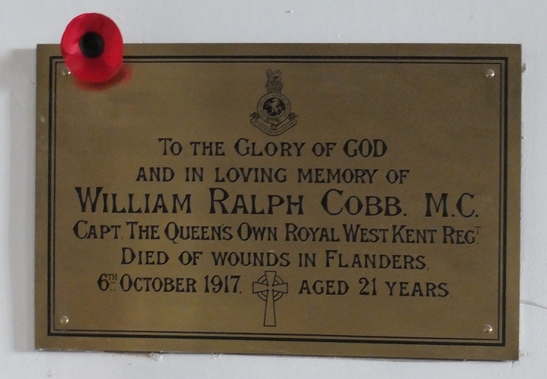 TO THE GLORY OF GOD
AND IN LOVING MEMORY OF
WILLIAM RALPH COBB. M.C.
CAPT. THE QUEEN'S OWN ROYAL WEST KENT REGT.
DIED OF WOUNDS IN FLANDERS.
6TH OCTOBER 1917. AGED 21 YEARS.